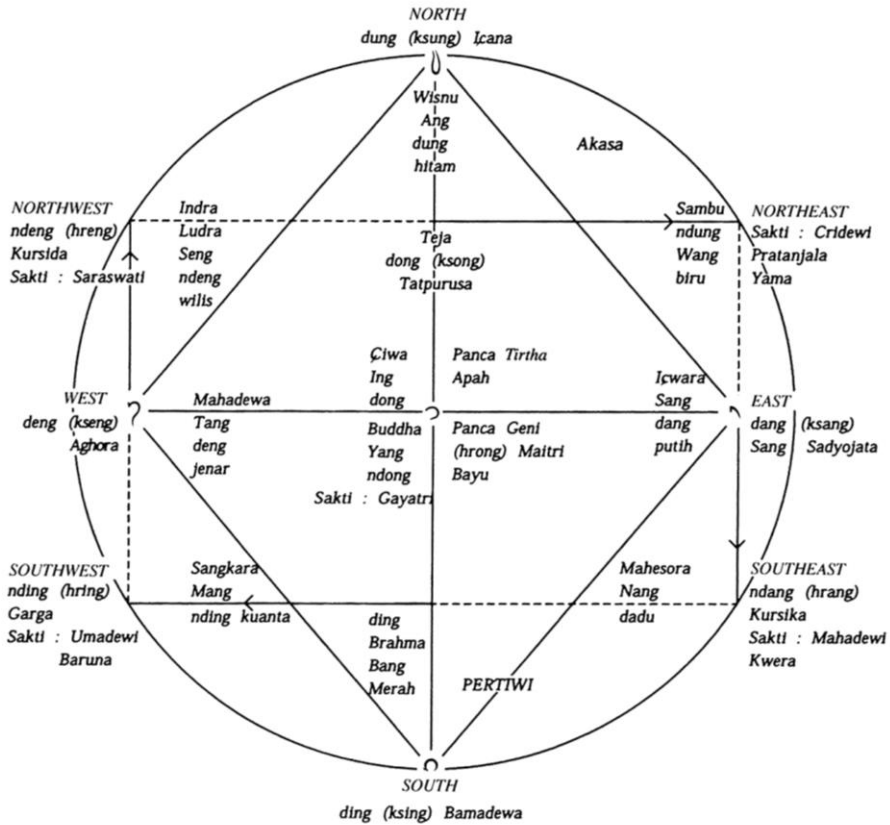 NORTH
dung (ksung) Içana
Wisnu
Ang
dung
hitam
Akasa
NORTHWEST
ndeng (hreng)
Kursida
Sakti : Saraswati
Indra
Ludra
Seng
ndeng
wilis
Teja
dong (ksong)
Tatpurusa
Sambu
ndung
Wang
biru
NORTHEAST
Sakti : Cridewi
Pratanjala
Yama
WEST
deng (kseng)
Aghora
Mahadewa
Tang
deng
jenar
Çiwa
Ing
dong
Buddha
Yang
ndong
Sakti : Gayatri
Panca Tirtha
Apah
Panca Geni
(hrong) Maitri
Bayu
Içwara
Sang
dang
putih
EAST
dang (ksang)
Sang Sadyojata
SOUTHWEST
nding (hring)
Garga
Sakti : Umadewi
Baruna
Sangkara
Mang
nding kuanta
ding
Brahma
Bang
Merah
PERTIWI
Mahesora
Nang
dadu
SOUTHEAST
ndang (hrang)
Kursika
Sakti : Mahadewi
Kwera
SOUTH
ding (ksing) Bamadewa